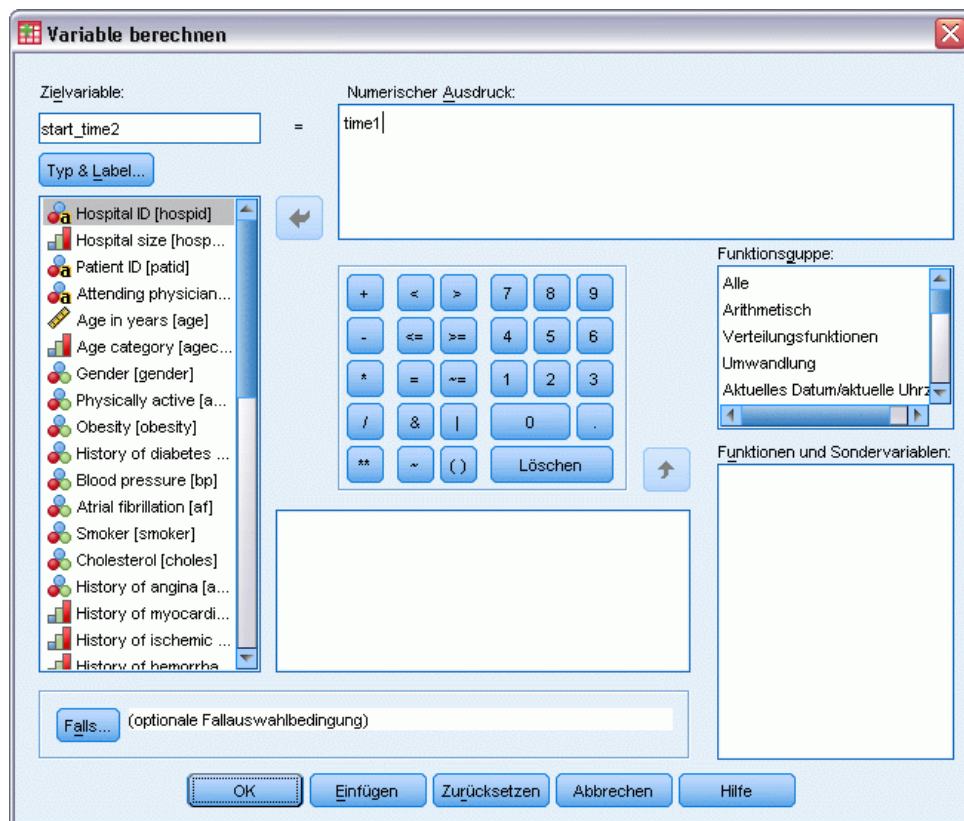 Variable berechnen
Zielvariable:
start_time2
=
Numerischer Ausdruck:
time1
Typ & Label...
Hospital ID [hospid]
Hospital size [hosp...
Patient ID [patid]
Attending physician...
Age in years [age]
Age category [agec...
Gender [gender]
Physically active [a...
Obesity [obesity]
History of diabetes ...
Blood pressure [bp]
Atrial fibrillation [af]
Smoker [smoker]
Cholesterol [choles]
History of angina [a...
History of myocardi...
History of ischemic ...
History of hemorrha
+ < > 7 8 9
- <= >= 4 5 6
* = ~= 1 2 3
/ & | 0 .
** ~ ( ) Löschen
Funktionsgruppe:
Alle
Arithmetisch
Verteilungsfunktionen
Umwandlung
Aktuelles Datum/aktuelle Uhrz
Funktionen und Sondervariablen:
Falls...
(optionale Fallauswahlbedingung)
OK
Einfügen
Zurücksetzen
Abbrechen
Hilfe